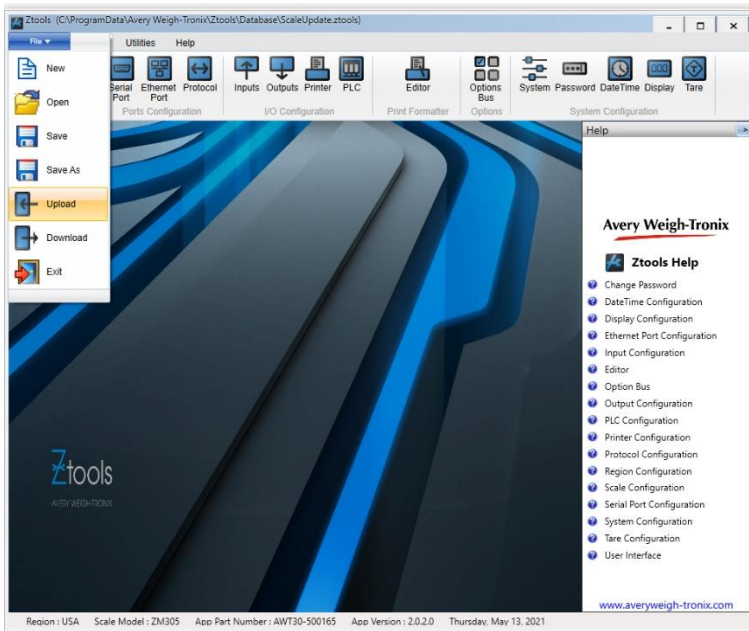 Ztools (C:\ProgramData\Avery Weigh-Tronix\Ztools\Database\ScaleUpdate.ztools)
File Utilities Help
New
Open
Save
Save As
Upload
Download
Exit
Serial Port Ethernet Port Protocol Inputs Outputs Printer PLC Editor Options Bus System Password DateTime Display Tare
Ports Configuration I/O Configuration Print Formatter Options System Configuration
Help
Avery Weigh-Tronix
Ztools Help
Change Password
DateTime Configuration
Display Configuration
Ethernet Port Configuration
Input Configuration
Editor
Option Bus
Output Configuration
PLC Configuration
Printer Configuration
Protocol Configuration
Region Configuration
Scale Configuration
Serial Port Configuration
System Configuration
Tare Configuration
User Interface
www.averyweigh-tronix.com
Ztools
AVERY WEIGH-TRONIX
Region : USA Scale Model : ZM305 App Part Number : AWT30-500165 App Version : 2.0.2.0 Thursday, May 13, 2021